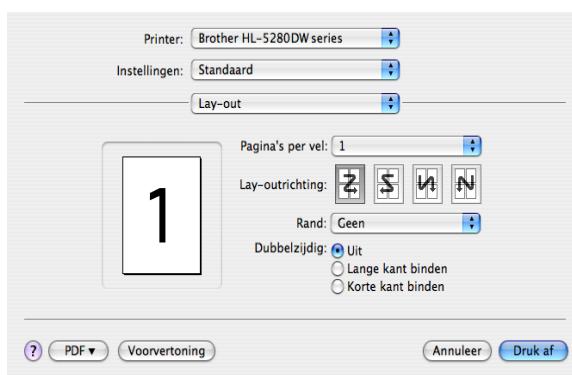 Printer: Brother HL-5280DW series
Instellingen: Standaard
Lay-out
Pagina's per vel: 1
1
Lay-outrichting:
Rand: Geen
Dubbelzijdig: Uit
Lange kant binden
Korte kant binden
? PDF▼ Voorvertoning Annuleer Druk af